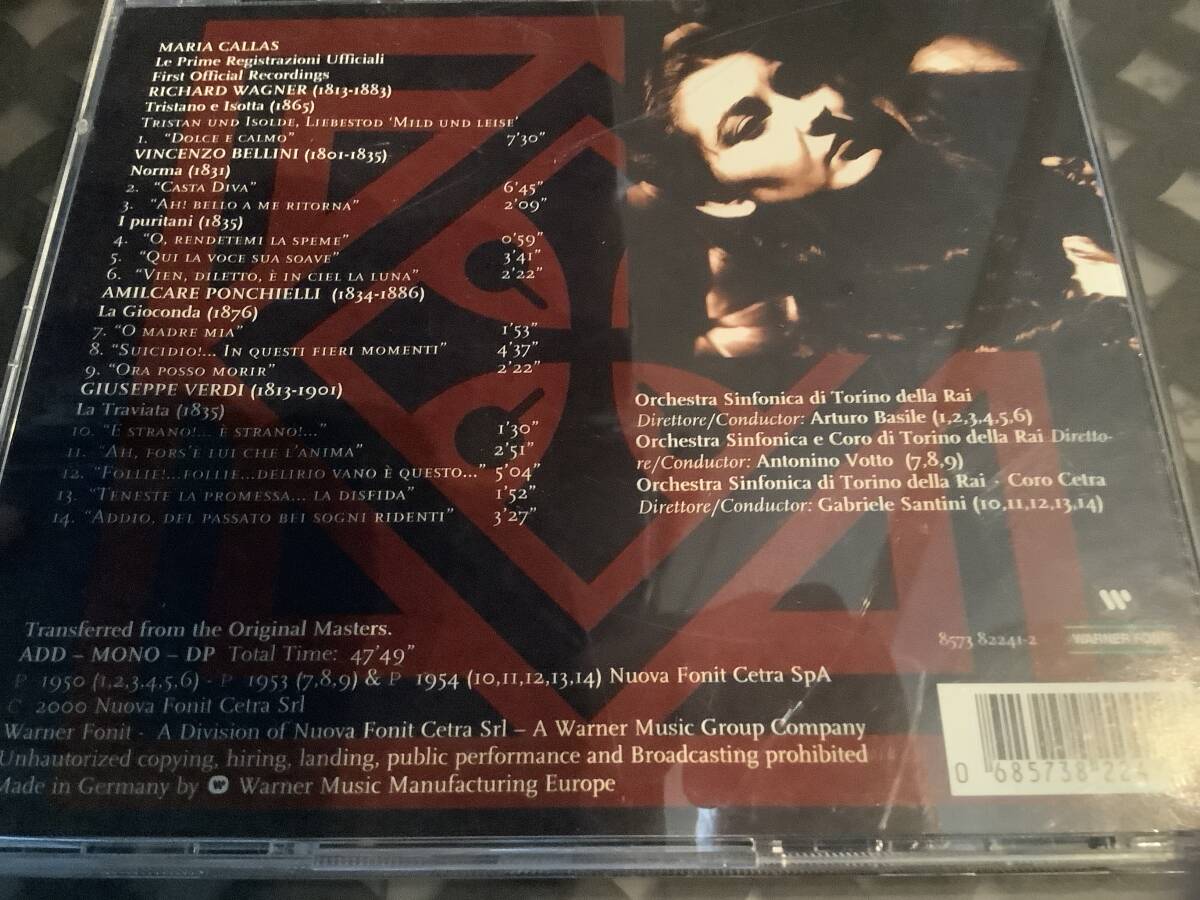 MARIA CALLAS
Le Prime Registrazioni Ufficiali
First Official Recordings
RICHARD WAGNER (1813-1883)
Tristano e Isotta (1865)
TRISTAN UND ISOLDE, LIEBESTOD 'MILD UND LEISE'
1. "DOLCE E CALMO" 7'30"
VINCENZO BELLINI (1801-1835)
Norma (1831)
2. "CASTA DIVA" 6'45"
3. "AH! BELLO A ME RITORNA" 2'09"
I puritani (1835)
4. "O, RENDETEMI LA SPEME" 0'59"
5. "QUI LA VOCE SUA SOAVE" 3'41"
6. "VIEN, DILETTO, È IN CIEL LA LUNA" 2'22"
AMILCARE PONCHIELLI (1834-1886)
La Gioconda (1876)
7. "O MADRE MIA" 1'53"
8. "SUICIDIO!... IN QUESTI FIERI MOMENTI" 4'37"
9. "ORA POSSO MORIR" 2'22"
GIUSEPPE VERDI (1813-1901)
La Traviata (1835)
10. "È STRANO!... È STRANO!..." 1'30"
11. "AH, FORS'E LUI CHE L'ANIMA" 2'51"
12. "FOLLIE!...FOLLIE...DELIRIO VANO È QUESTO..." 5'04"
13. "TENESTE LA PROMESSA... LA DISFIDA" 1'52"
14. "ADDIO, DEL PASSATO BEI SOGNI RIDENTI" 3'27"
Orchestra Sinfonica di Torino della Rai
Direttore/Conductor: Arturo Basile (1,2,3,4,5,6)
Orchestra Sinfonica e Coro di Torino della Rai Diretto-
re/Conductor: Antonino Votto (7,8,9)
Orchestra Sinfonica di Torino della Rai - Coro Cetra
Direttore/Conductor: Gabriele Santini (10,11,12,13,14)
8573 82241-2
WARNER FONIT
Transferred from the Original Masters.
ADD – MONO – DP Total Time: 47'49"
P 1950 (1,2,3,4,5,6) - P 1953 (7,8,9) & P 1954 (10,11,12,13,14) Nuova Fonit Cetra SpA
C 2000 Nuova Fonit Cetra Srl
Warner Fonit - A Division of Nuova Fonit Cetra Srl – A Warner Music Group Company
Unhautorized copying, hiring, landing, public performance and Broadcasting prohibited
Made in Germany by Warner Music Manufacturing Europe
0 685738 224